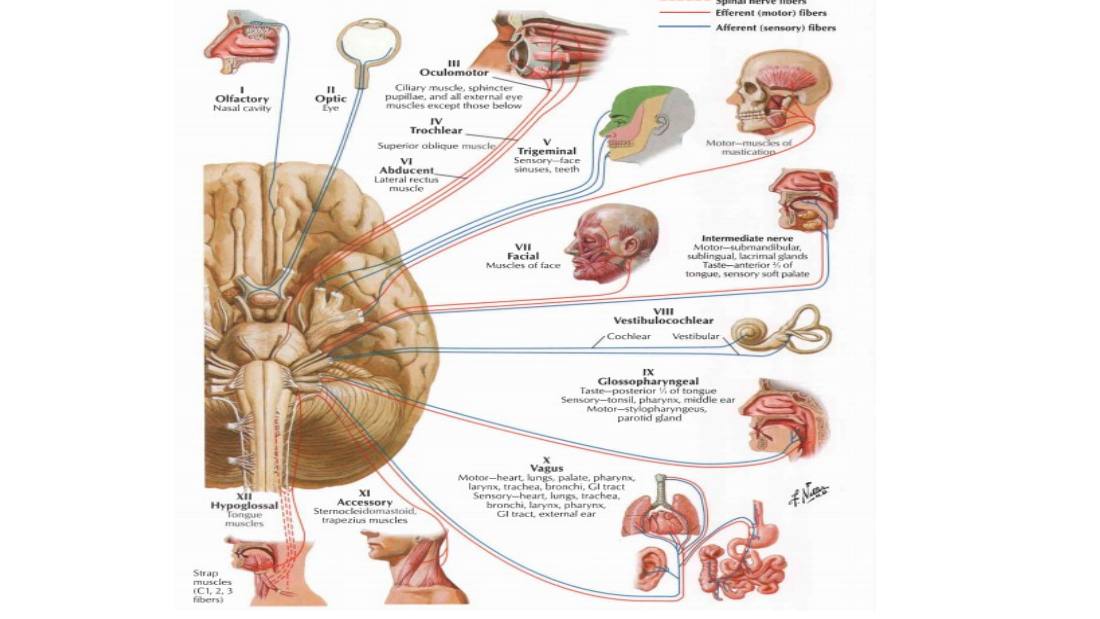 Spinal nerve fibers
Efferent (motor) fibers
Afferent (sensory) fibers
I
Olfactory
Nasal cavity
II
Optic
Eye
III
Oculomotor
Ciliary muscle, sphincter
pupillae, and all external eye
muscles except those below
IV
Trochlear
Superior oblique muscle
VI
Abducent
Lateral rectus
muscle
V
Trigeminal
Sensory—face
sinuses, teeth
Motor—muscles of
mastication
VII
Facial
Muscles of face
Intermediate nerve
Motor—submandibular,
sublingual, lacrimal glands
Taste—anterior ⅔ of
tongue, sensory soft palate
VIII
Vestibulocochlear
Cochlear Vestibular
IX
Glossopharyngeal
Taste—posterior ⅓ of tongue
Sensory—tonsil, pharynx, middle ear
Motor—stylopharyngeus,
parotid gland
X
Vagus
Motor—heart, lungs, palate, pharynx,
larynx, trachea, bronchi, GI tract
Sensory—heart, lungs, trachea,
bronchi, larynx, pharynx,
GI tract, external ear
XII
Hypoglossal
Tongue
muscles
XI
Accessory
Sternocleidomastoid,
trapezius muscles
Strap
muscles
(C1, 2, 3
fibers)
F. Netter